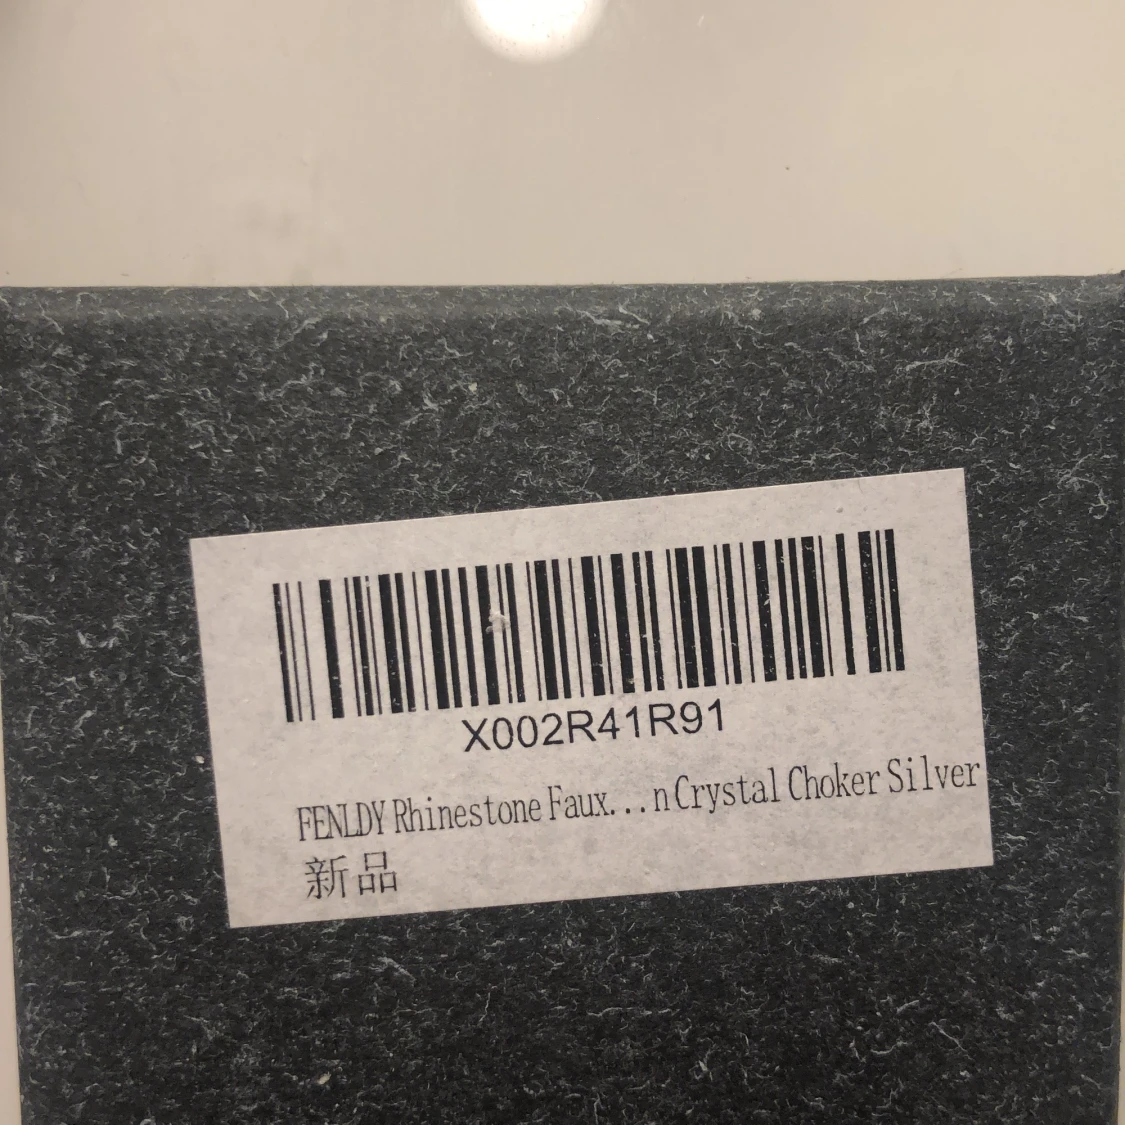 X002R41R91
FENLDY Rhinestone Faux...n Crystal Choker Silver
新品